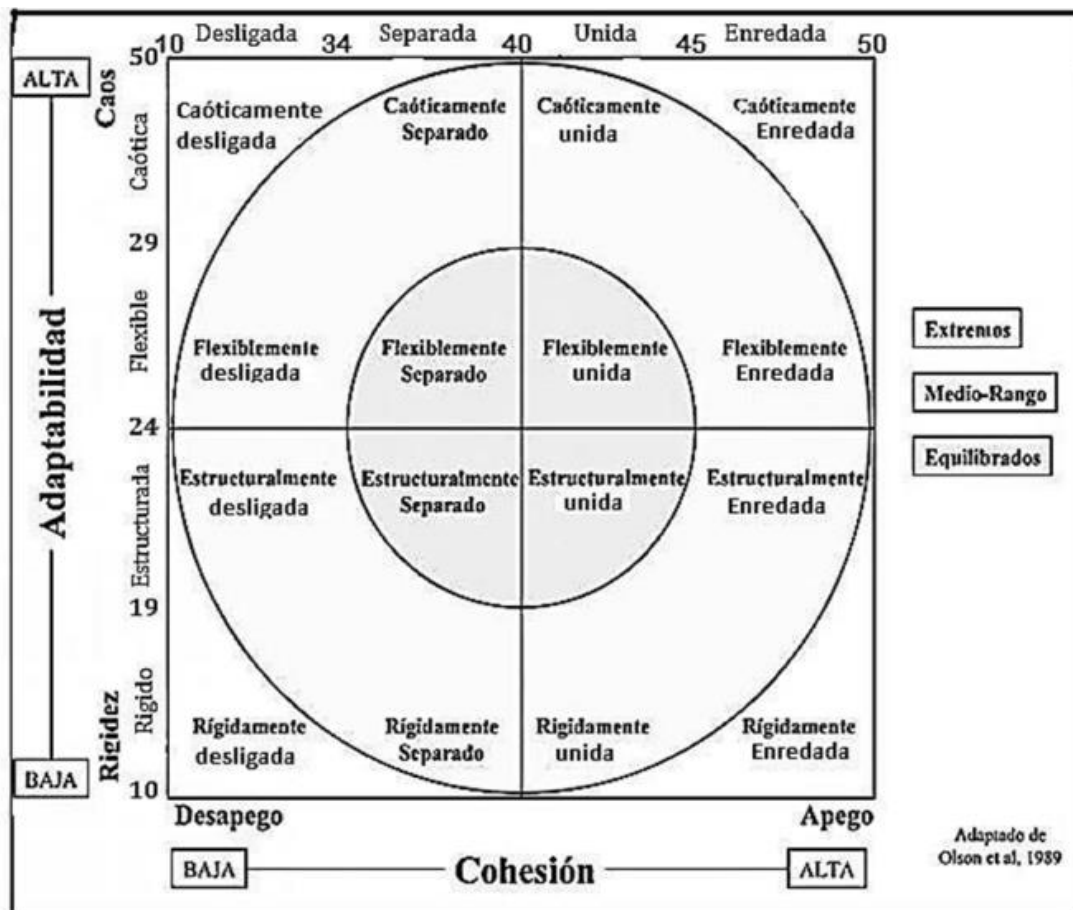 Desligada Separada Unida Enredada
10 34 40 45 50
50
ALTA
Caos
Caótica
Caóticamente
desligada
Caóticamente
Separado
Caóticamente
unida
Caóticamente
Enredada
29
Adaptabilidad
Flexible
Flexiblemente
desligada
Flexiblemente
Separado
Flexiblemente
unida
Flexiblemente
Enredada
24
Estructurada
Estructuralmente
desligada
Estructuralmente
Separado
Estructuralmente
unida
Estructuralmente
Enredada
19
Rigidez
Rígido
Rígidamente
desligada
Rígidamente
Separado
Rigidamente
unida
Rígidamente
Enredada
BAJA
10
Desapego
Apego
BAJA
Cohesión
ALTA
Extremos
Medio-Rango
Equilibrados
Adaptado de
Olson et al, 1989